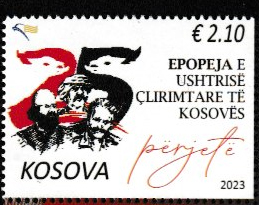 € 2.10
EPOPEJA E
USHTRISË
ÇLIRIMTARE TË
KOSOVËS
përjetë
KOSOVA
2023